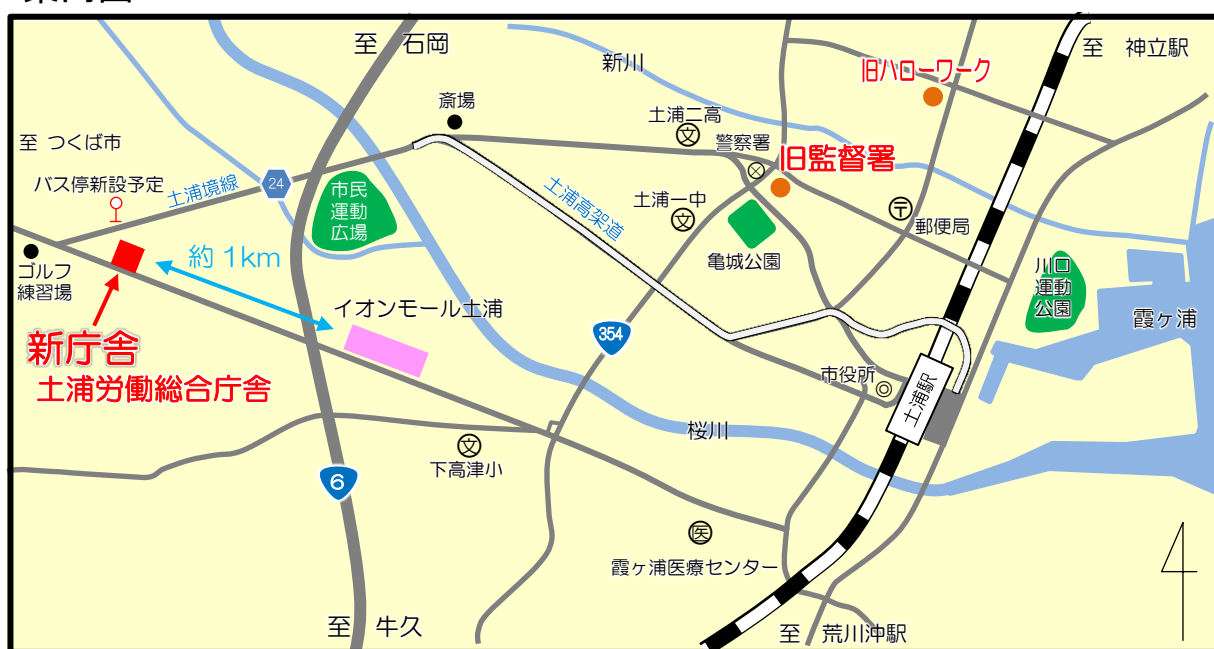 至 石岡
新川
旧ハローワーク
至 神立駅
斎場
土浦二高
文
警察署
旧監督署
至 つくば市
バス停新設予定
土浦境線
24
市民
運動
広場
土浦高架道
土浦一中
文
亀城公園
〒
郵便局
ゴルフ
練習場
約1km
イオンモール土浦
川口
運動
公園
霞ヶ浦
新庁舎
土浦労働総合庁舎
354
市役所
土浦駅
桜川
文
下高津小
6
医
霞ヶ浦医療センター
至 牛久
至 荒川沖駅